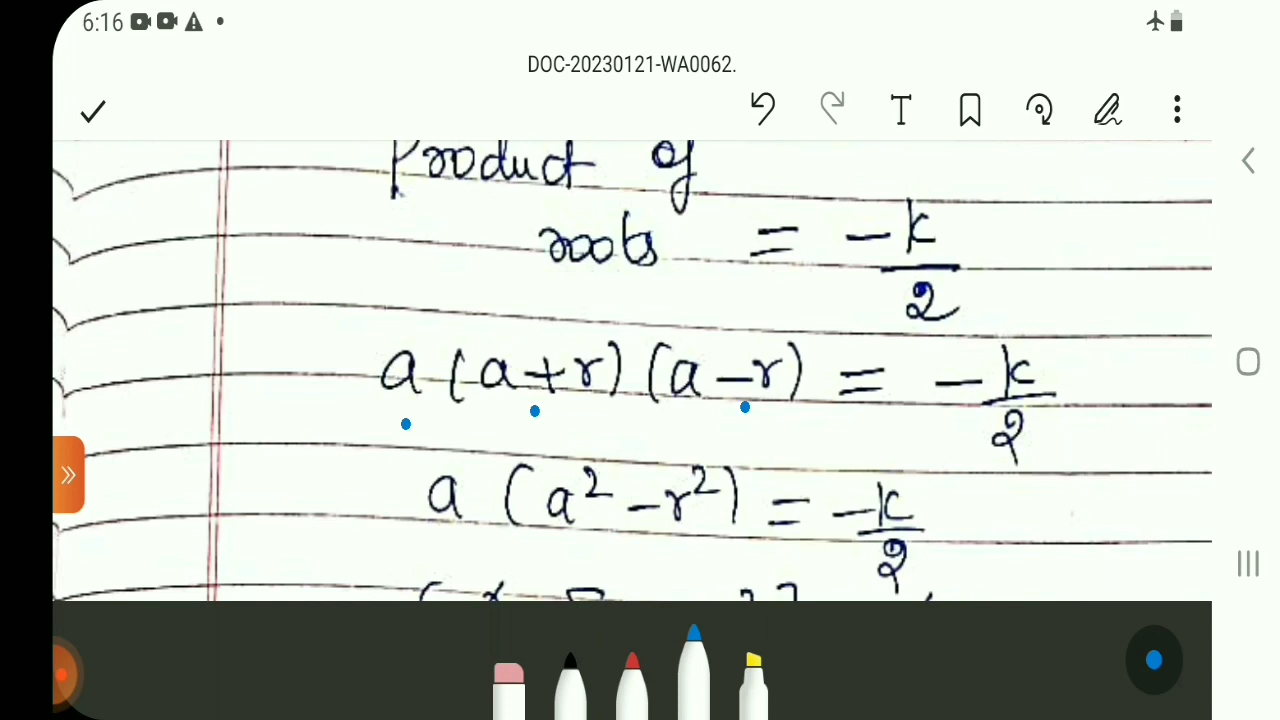 6:16
DOC-20230121-WA0062.
T
Product of
roots = -k/2
a (a+r) (a-r) = -k/2
a (a² - r²) = -k/2